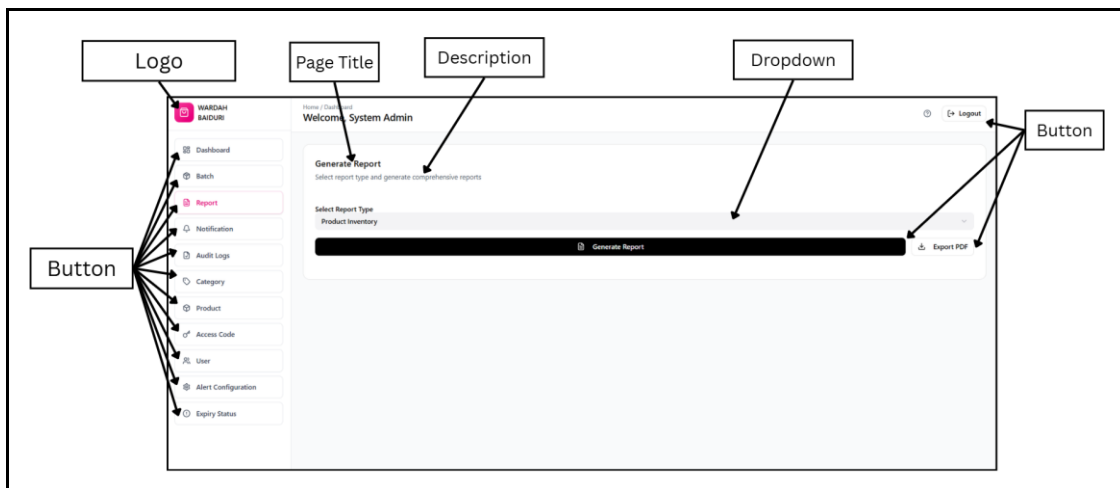 Logo
Page Title
Description
Dropdown
Button
Button
WARDAH
BAIDURI
Home / Dashboard
Welcome, System Admin
Logout
Dashboard
Batch
Report
Notification
Audit Logs
Category
Product
Access Code
User
Alert Configuration
Expiry Status
Generate Report
Select report type and generate comprehensive reports
Select Report Type
Product Inventory
Generate Report
Export PDF